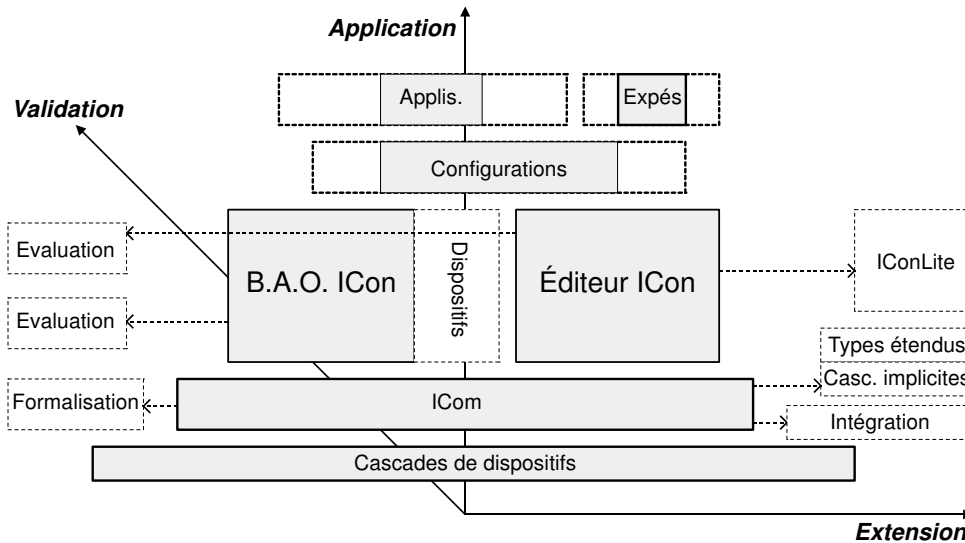 Application
Validation
Applis.
Expés
Configurations
Evaluation
B.A.O. ICon
Dispositifs
Éditeur ICon
IConLite
Evaluation
Types étendus
Casc. implicites
Formalisation
ICom
Intégration
Cascades de dispositifs
Extension